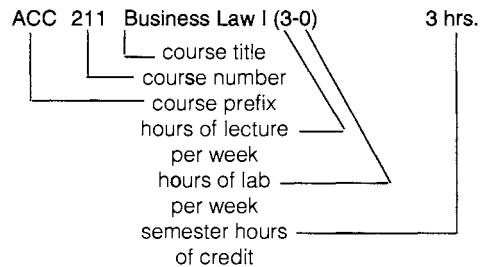 ACC 211 Business Law I (3-0) 3 hrs.
course title
course number
course prefix
hours of lecture
per week
hours of lab
per week
semester hours
of credit